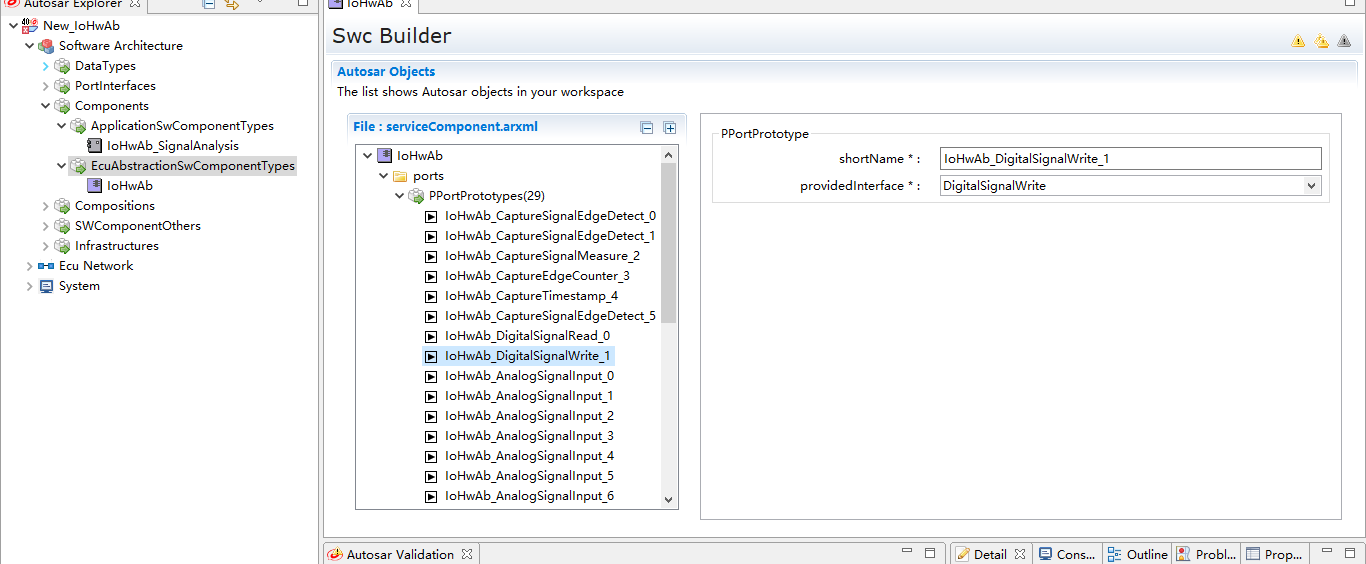 Autosar Explorer
New_IoHwAb
Software Architecture
DataTypes
PortInterfaces
Components
ApplicationSwComponentTypes
IoHwAb_SignalAnalysis
EcuAbstractionSwComponentTypes
IoHwAb
Compositions
SWComponentOthers
Infrastructures
Ecu Network
System
IoHwAb
Swc Builder
Autosar Objects
The list shows Autosar objects in your workspace
File : serviceComponent.arxml
IoHwAb
ports
PPortPrototypes(29)
IoHwAb_CaptureSignalEdgeDetect_0
IoHwAb_CaptureSignalEdgeDetect_1
IoHwAb_CaptureSignalMeasure_2
IoHwAb_CaptureEdgeCounter_3
IoHwAb_CaptureTimestamp_4
IoHwAb_CaptureSignalEdgeDetect_5
IoHwAb_DigitalSignalRead_0
IoHwAb_DigitalSignalWrite_1
IoHwAb_AnalogSignalInput_0
IoHwAb_AnalogSignalInput_1
IoHwAb_AnalogSignalInput_2
IoHwAb_AnalogSignalInput_3
IoHwAb_AnalogSignalInput_4
IoHwAb_AnalogSignalInput_5
IoHwAb_AnalogSignalInput_6
PPortPrototype
shortName * : IoHwAb_DigitalSignalWrite_1
providedInterface * : DigitalSignalWrite
Autosar Validation
Detail Cons... Outline Probl... Prop...